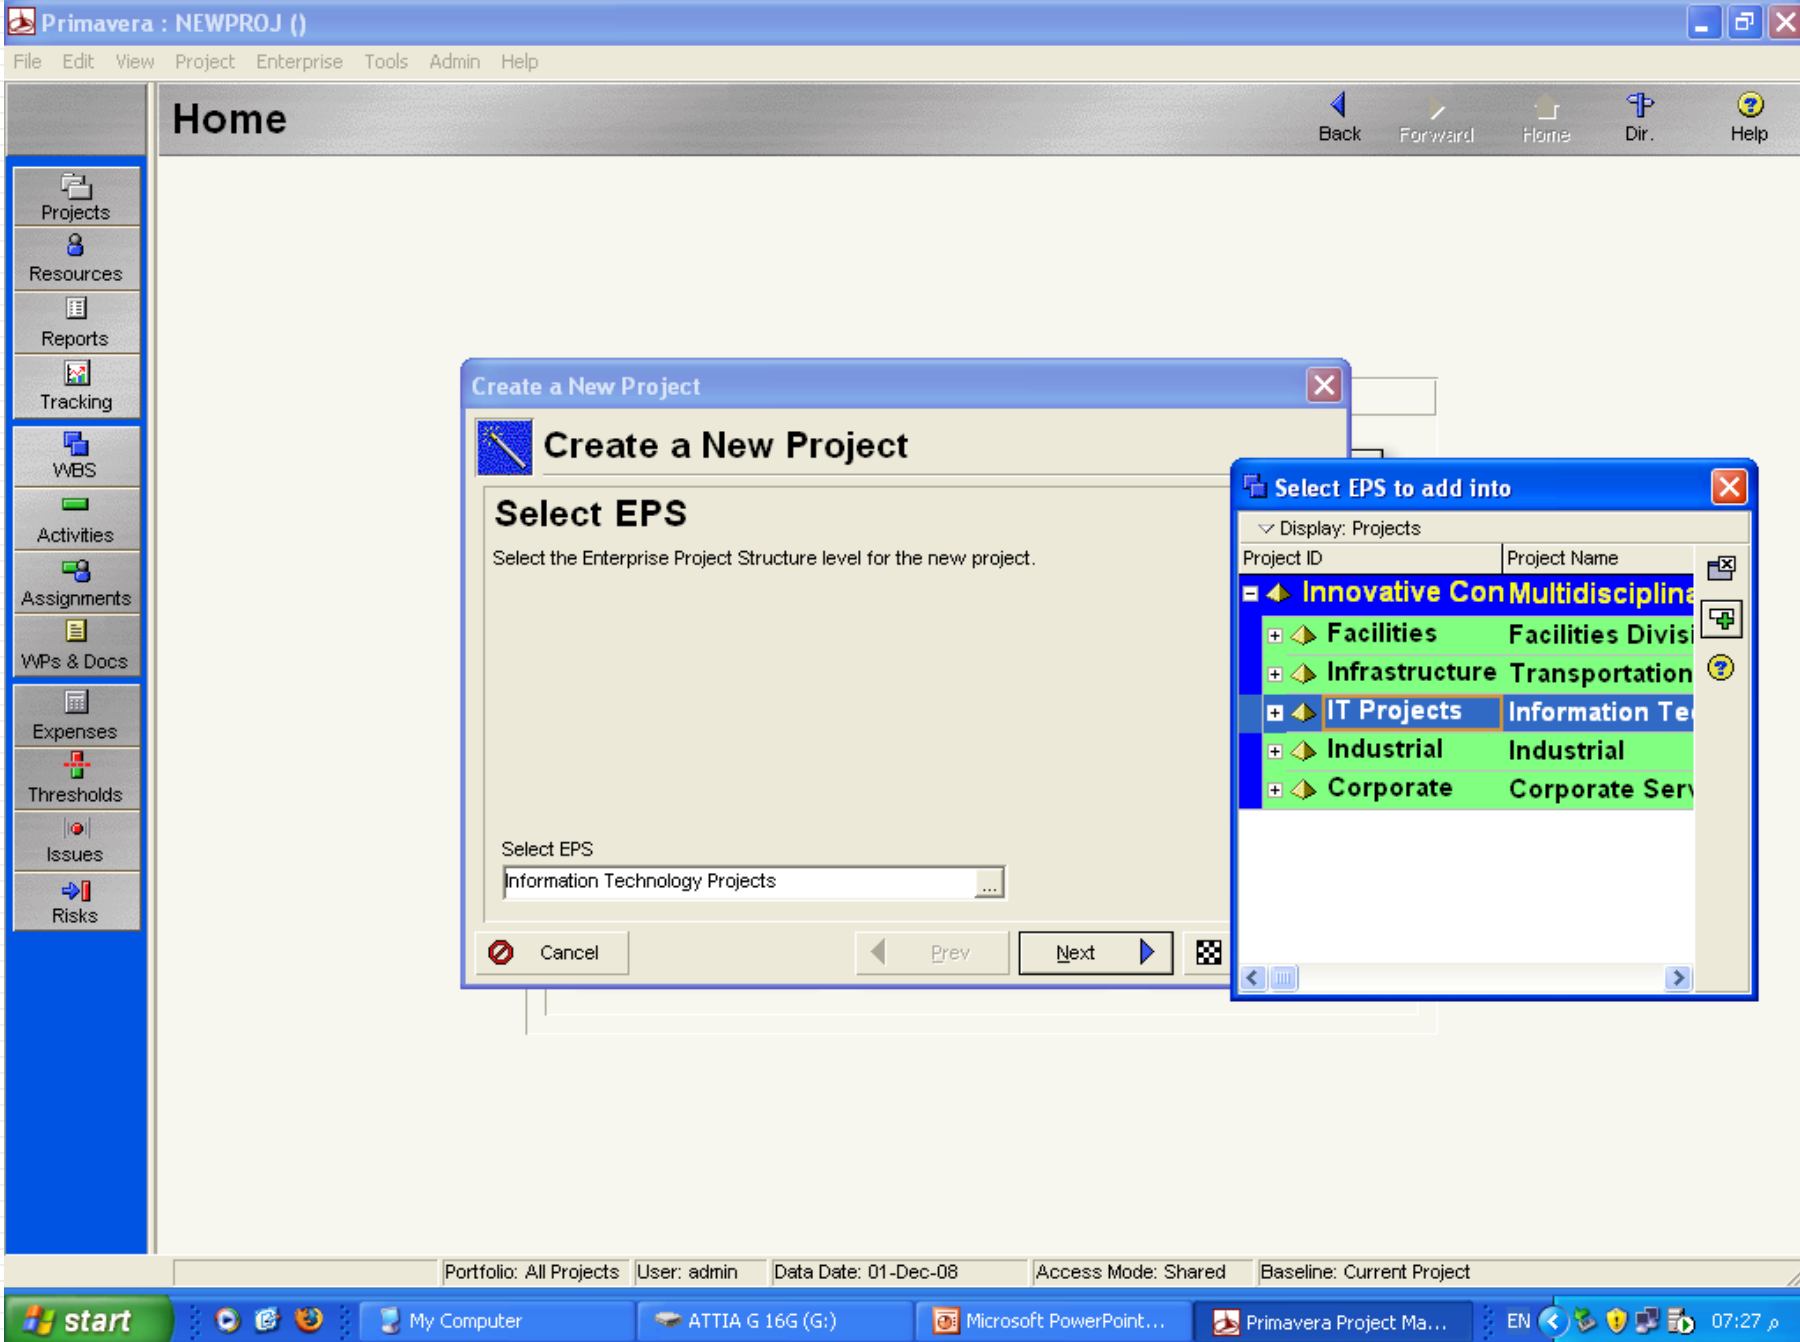 Primavera : NEWPROJ ()
File Edit View Project Enterprise Tools Admin Help
Home
Back Forward Home Dir. Help
Projects
Resources
Reports
Tracking
WBS
Activities
Assignments
WPs & Docs
Expenses
Thresholds
Issues
Risks
Create a New Project
Create a New Project
Select EPS
Select the Enterprise Project Structure level for the new project.
Select EPS
Information Technology Projects ...
Cancel Prev Next
Select EPS to add into
Display: Projects
Project ID Project Name
Innovative Con Multidisciplina
Facilities Facilities Divisi
Infrastructure Transportation
IT Projects Information Te
Industrial Industrial
Corporate Corporate Serv
Portfolio: All Projects User: admin Data Date: 01-Dec-08 Access Mode: Shared Baseline: Current Project
start My Computer ATTIA G 16G (G:) Microsoft PowerPoint... Primavera Project Ma... EN 07:27 م